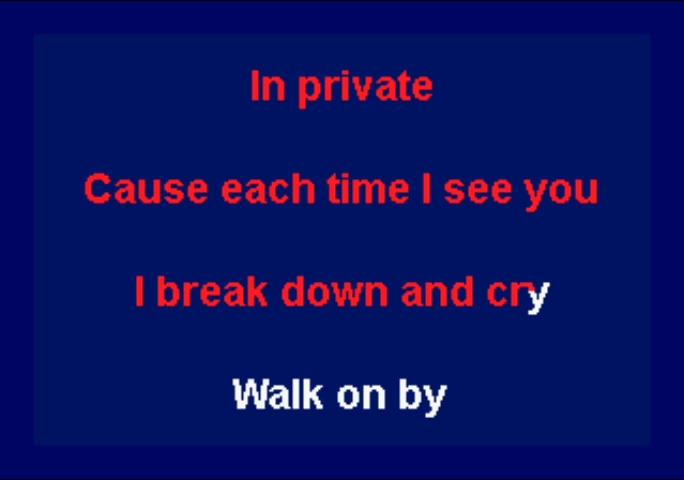 In private
Cause each time I see you
I break down and cry
Walk on by